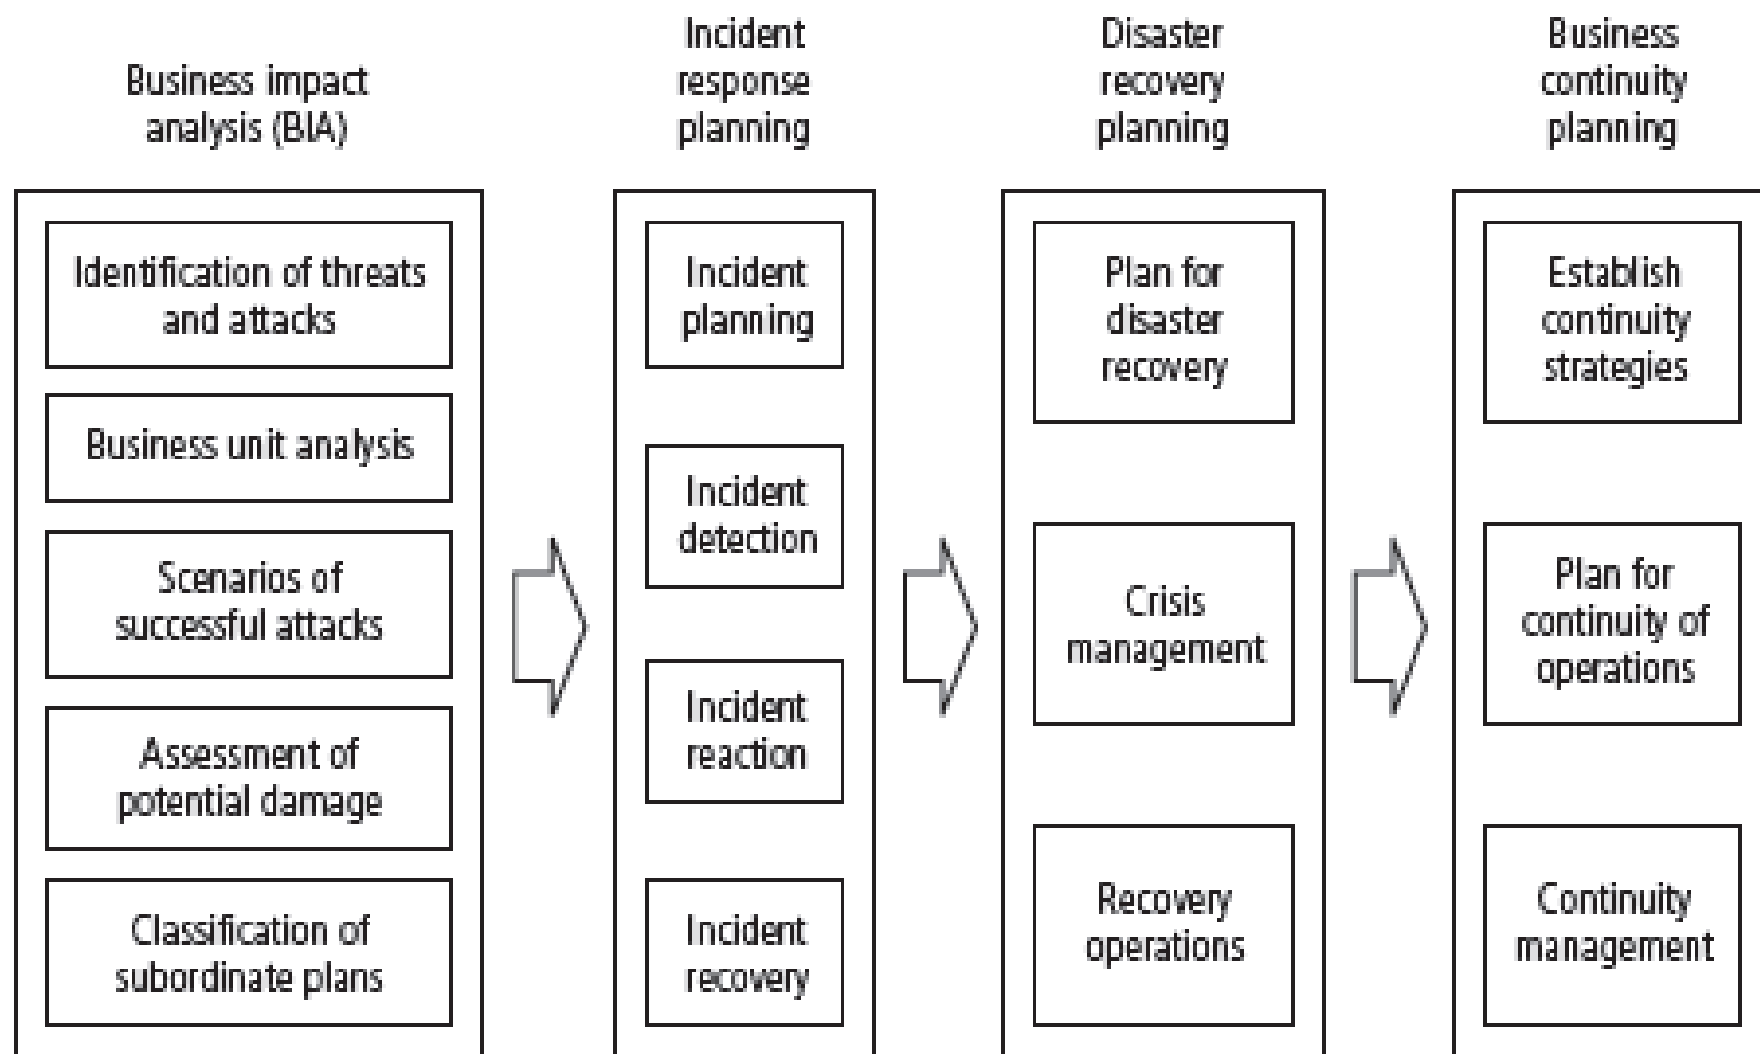 Business impact
analysis (BIA)
Identification of threats
and attacks
Business unit analysis
Scenarios of
successful attacks
Assessment of
potential damage
Classification of
subordinate plans
Incident
response
planning
Incident
planning
Incident
detection
Incident
reaction
Incident
recovery
Disaster
recovery
planning
Plan for
disaster
recovery
Crisis
management
Recovery
operations
Business
continuity
planning
Establish
continuity
strategies
Plan for
continuity of
operations
Continuity
management